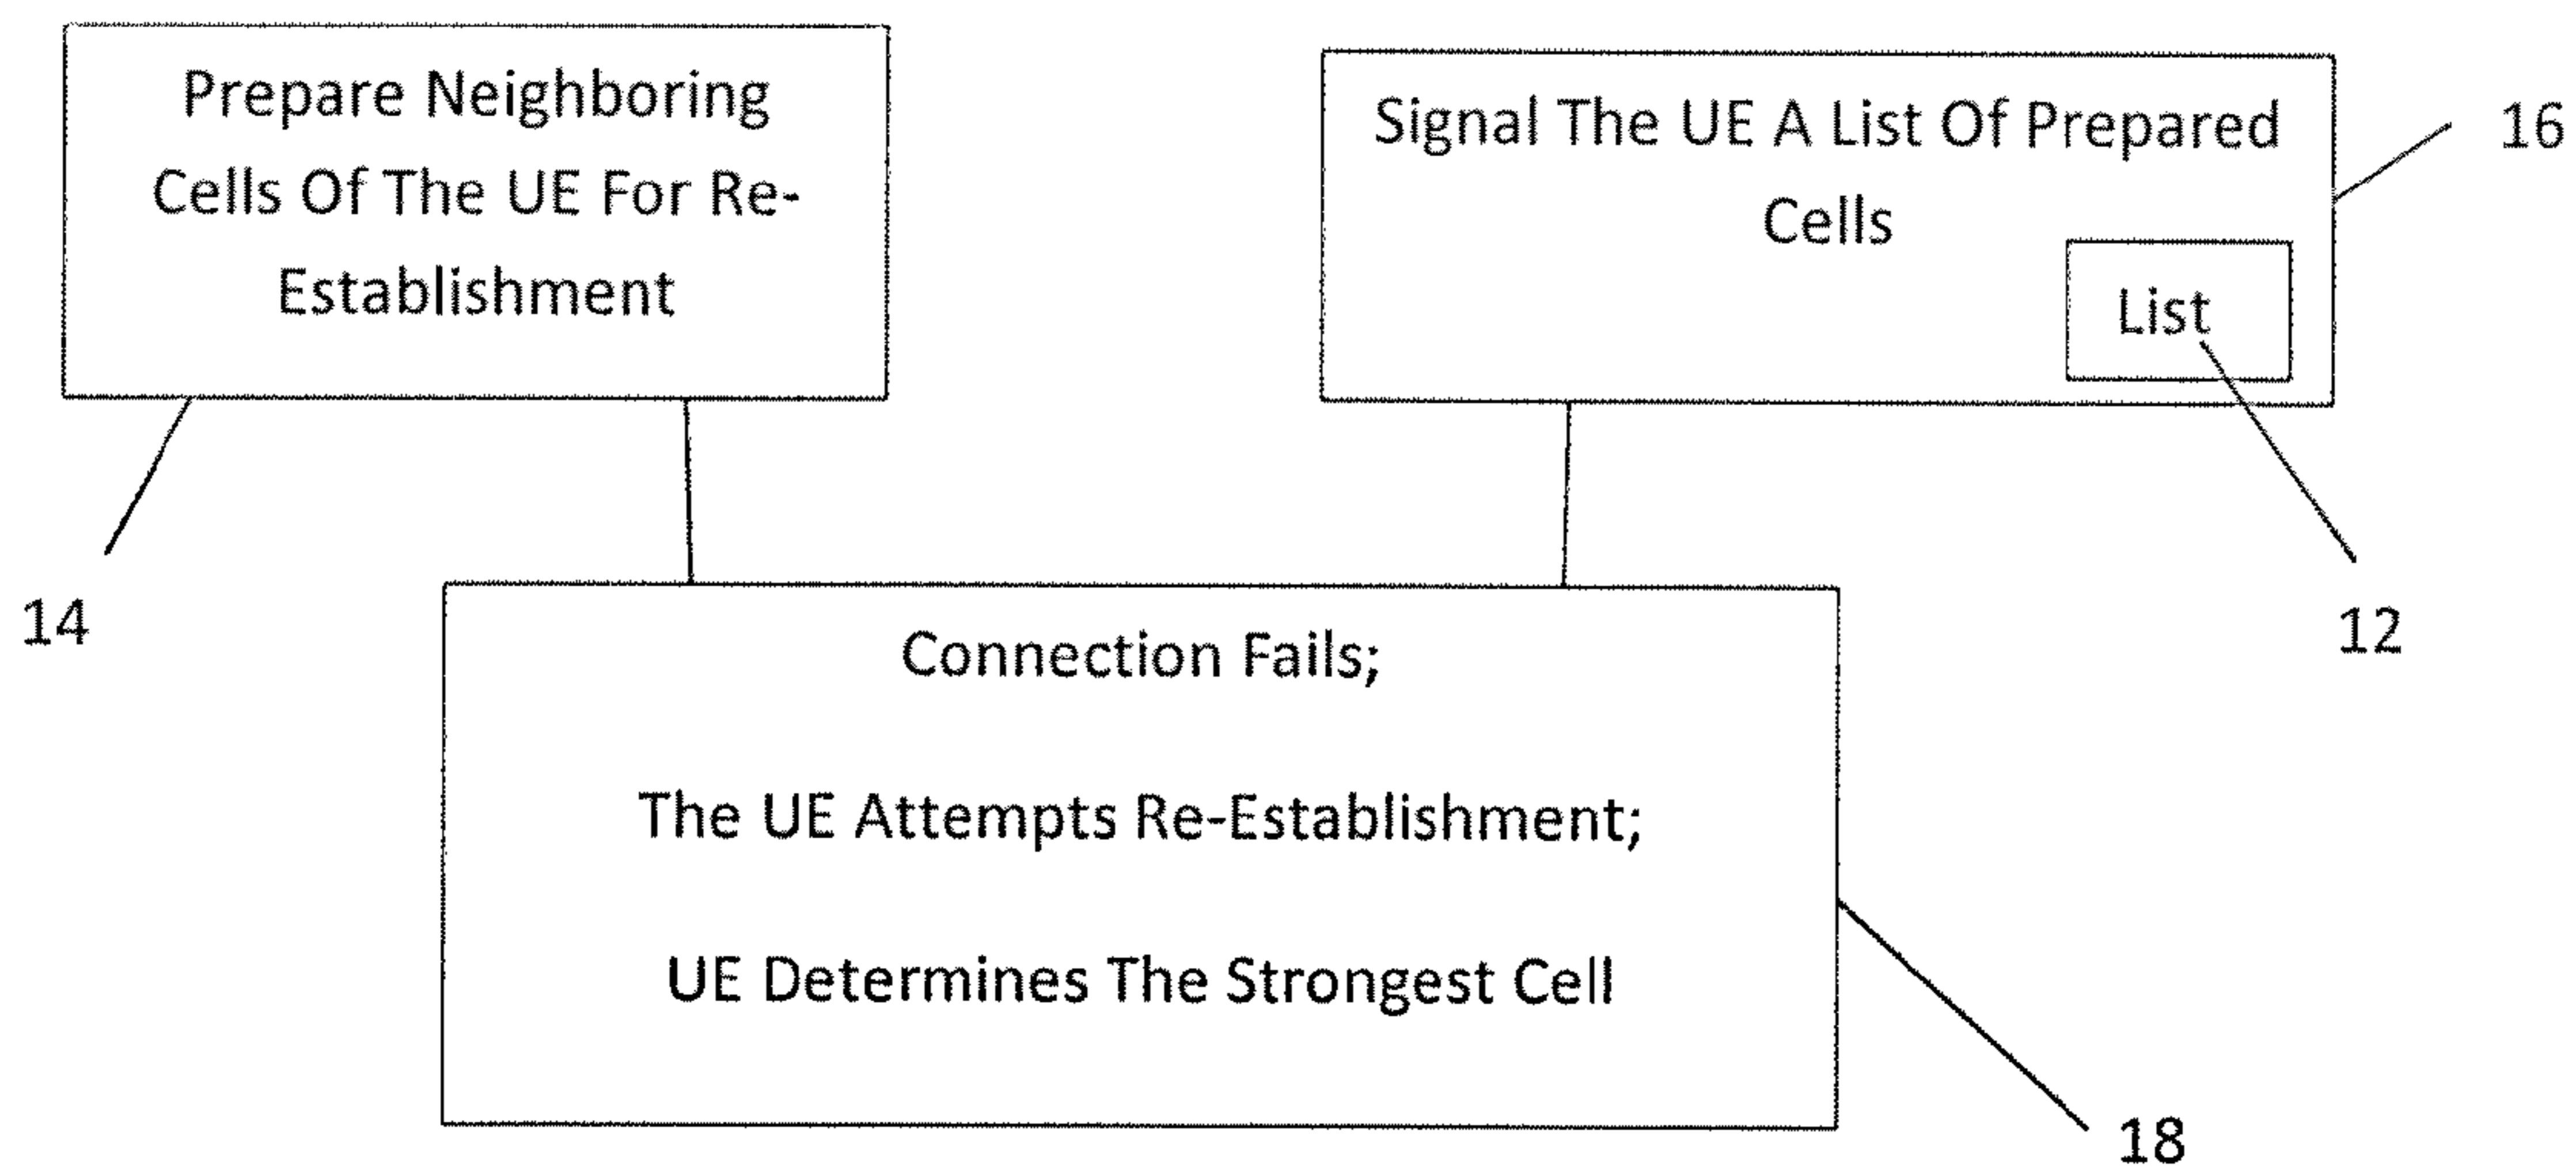 Prepare Neighboring
Cells Of The UE For Re-
Establishment
Signal The UE A List Of Prepared
Cells
List
16
14
12
Connection Fails;
The UE Attempts Re-Establishment;
UE Determines The Strongest Cell
18